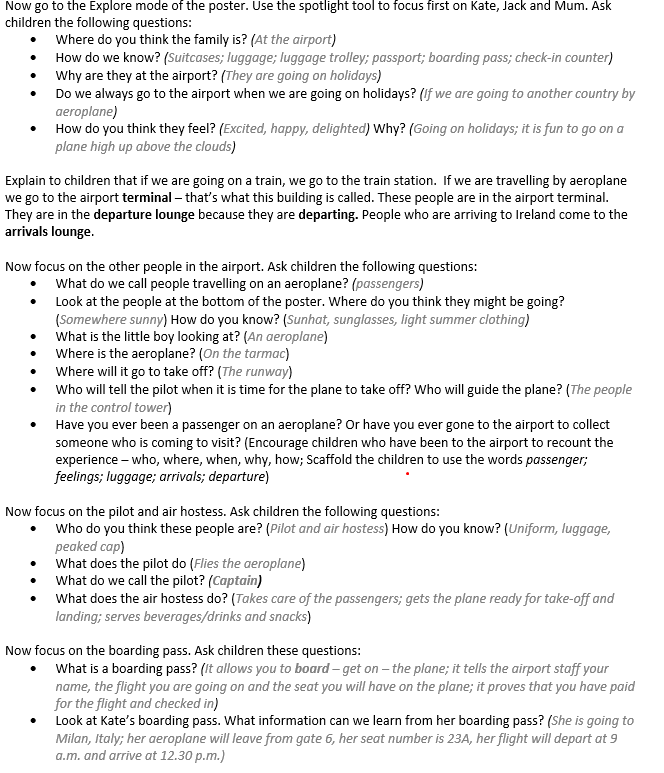 Now go to the Explore mode of the poster. Use the spotlight tool to focus first on Kate, Jack and Mum. Ask
children the following questions:
• Where do you think the family is? (At the airport)
• How do we know? (Suitcases; luggage; luggage trolley; passport; boarding pass; check-in counter)
• Why are they at the airport? (They are going on holidays)
• Do we always go to the airport when we are going on holidays? (If we are going to another country by
aeroplane)
• How do you think they feel? (Excited, happy, delighted) Why? (Going on holidays; it is fun to go on a
plane high up above the clouds)
Explain to children that if we are going on a train, we go to the train station.  If we are travelling by aeroplane
we go to the airport terminal – that's what this building is called. These people are in the airport terminal.
They are in the departure lounge because they are departing. People who are arriving to Ireland come to the
arrivals lounge.
Now focus on the other people in the airport. Ask children the following questions:
• What do we call people travelling on an aeroplane? (passengers)
• Look at the people at the bottom of the poster. Where do you think they might be going?
(Somewhere sunny) How do you know? (Sunhat, sunglasses, light summer clothing)
• What is the little boy looking at? (An aeroplane)
• Where is the aeroplane? (On the tarmac)
• Where will it go to take off? (The runway)
• Who will tell the pilot when it is time for the plane to take off? Who will guide the plane? (The people
in the control tower)
• Have you ever been a passenger on an aeroplane? Or have you ever gone to the airport to collect
someone who is coming to visit? (Encourage children who have been to the airport to recount the
experience – who, where, when, why, how; Scaffold the children to use the words passenger;
feelings; luggage; arrivals; departure)
Now focus on the pilot and air hostess. Ask children the following questions:
• Who do you think these people are? (Pilot and air hostess) How do you know? (Uniform, luggage,
peaked cap)
• What does the pilot do (Flies the aeroplane)
• What do we call the pilot? (Captain)
• What does the air hostess do? (Takes care of the passengers; gets the plane ready for take-off and
landing; serves beverages/drinks and snacks)
Now focus on the boarding pass. Ask children these questions:
• What is a boarding pass? (It allows you to board – get on – the plane; it tells the airport staff your
name, the flight you are going on and the seat you will have on the plane; it proves that you have paid
for the flight and checked in)
• Look at Kate's boarding pass. What information can we learn from her boarding pass? (She is going to
Milan, Italy; her aeroplane will leave from gate 6, her seat number is 23A, her flight will depart at 9
a.m. and arrive at 12.30 p.m.)